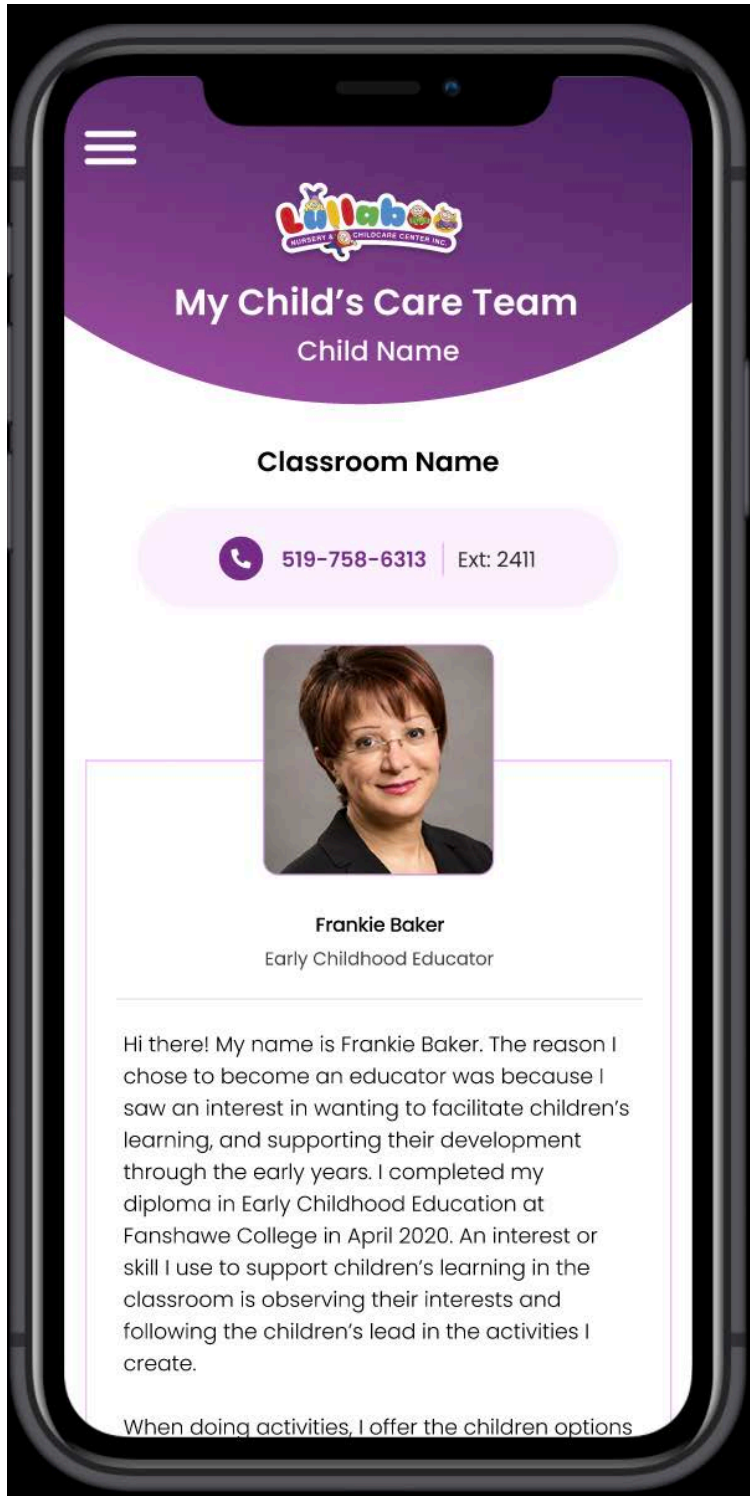 Lullaboo
NURSERY & CHILDCARE CENTER INC.
My Child’s Care Team
Child Name
Classroom Name
519-758-6313 Ext: 2411
Frankie Baker
Early Childhood Educator
Hi there! My name is Frankie Baker. The reason I
chose to become an educator was because I
saw an interest in wanting to facilitate children’s
learning, and supporting their development
through the early years. I completed my
diploma in Early Childhood Education at
Fanshawe College in April 2020. An interest or
skill I use to support children’s learning in the
classroom is observing their interests and
following the children’s lead in the activities I
create.
When doing activities, I offer the children options